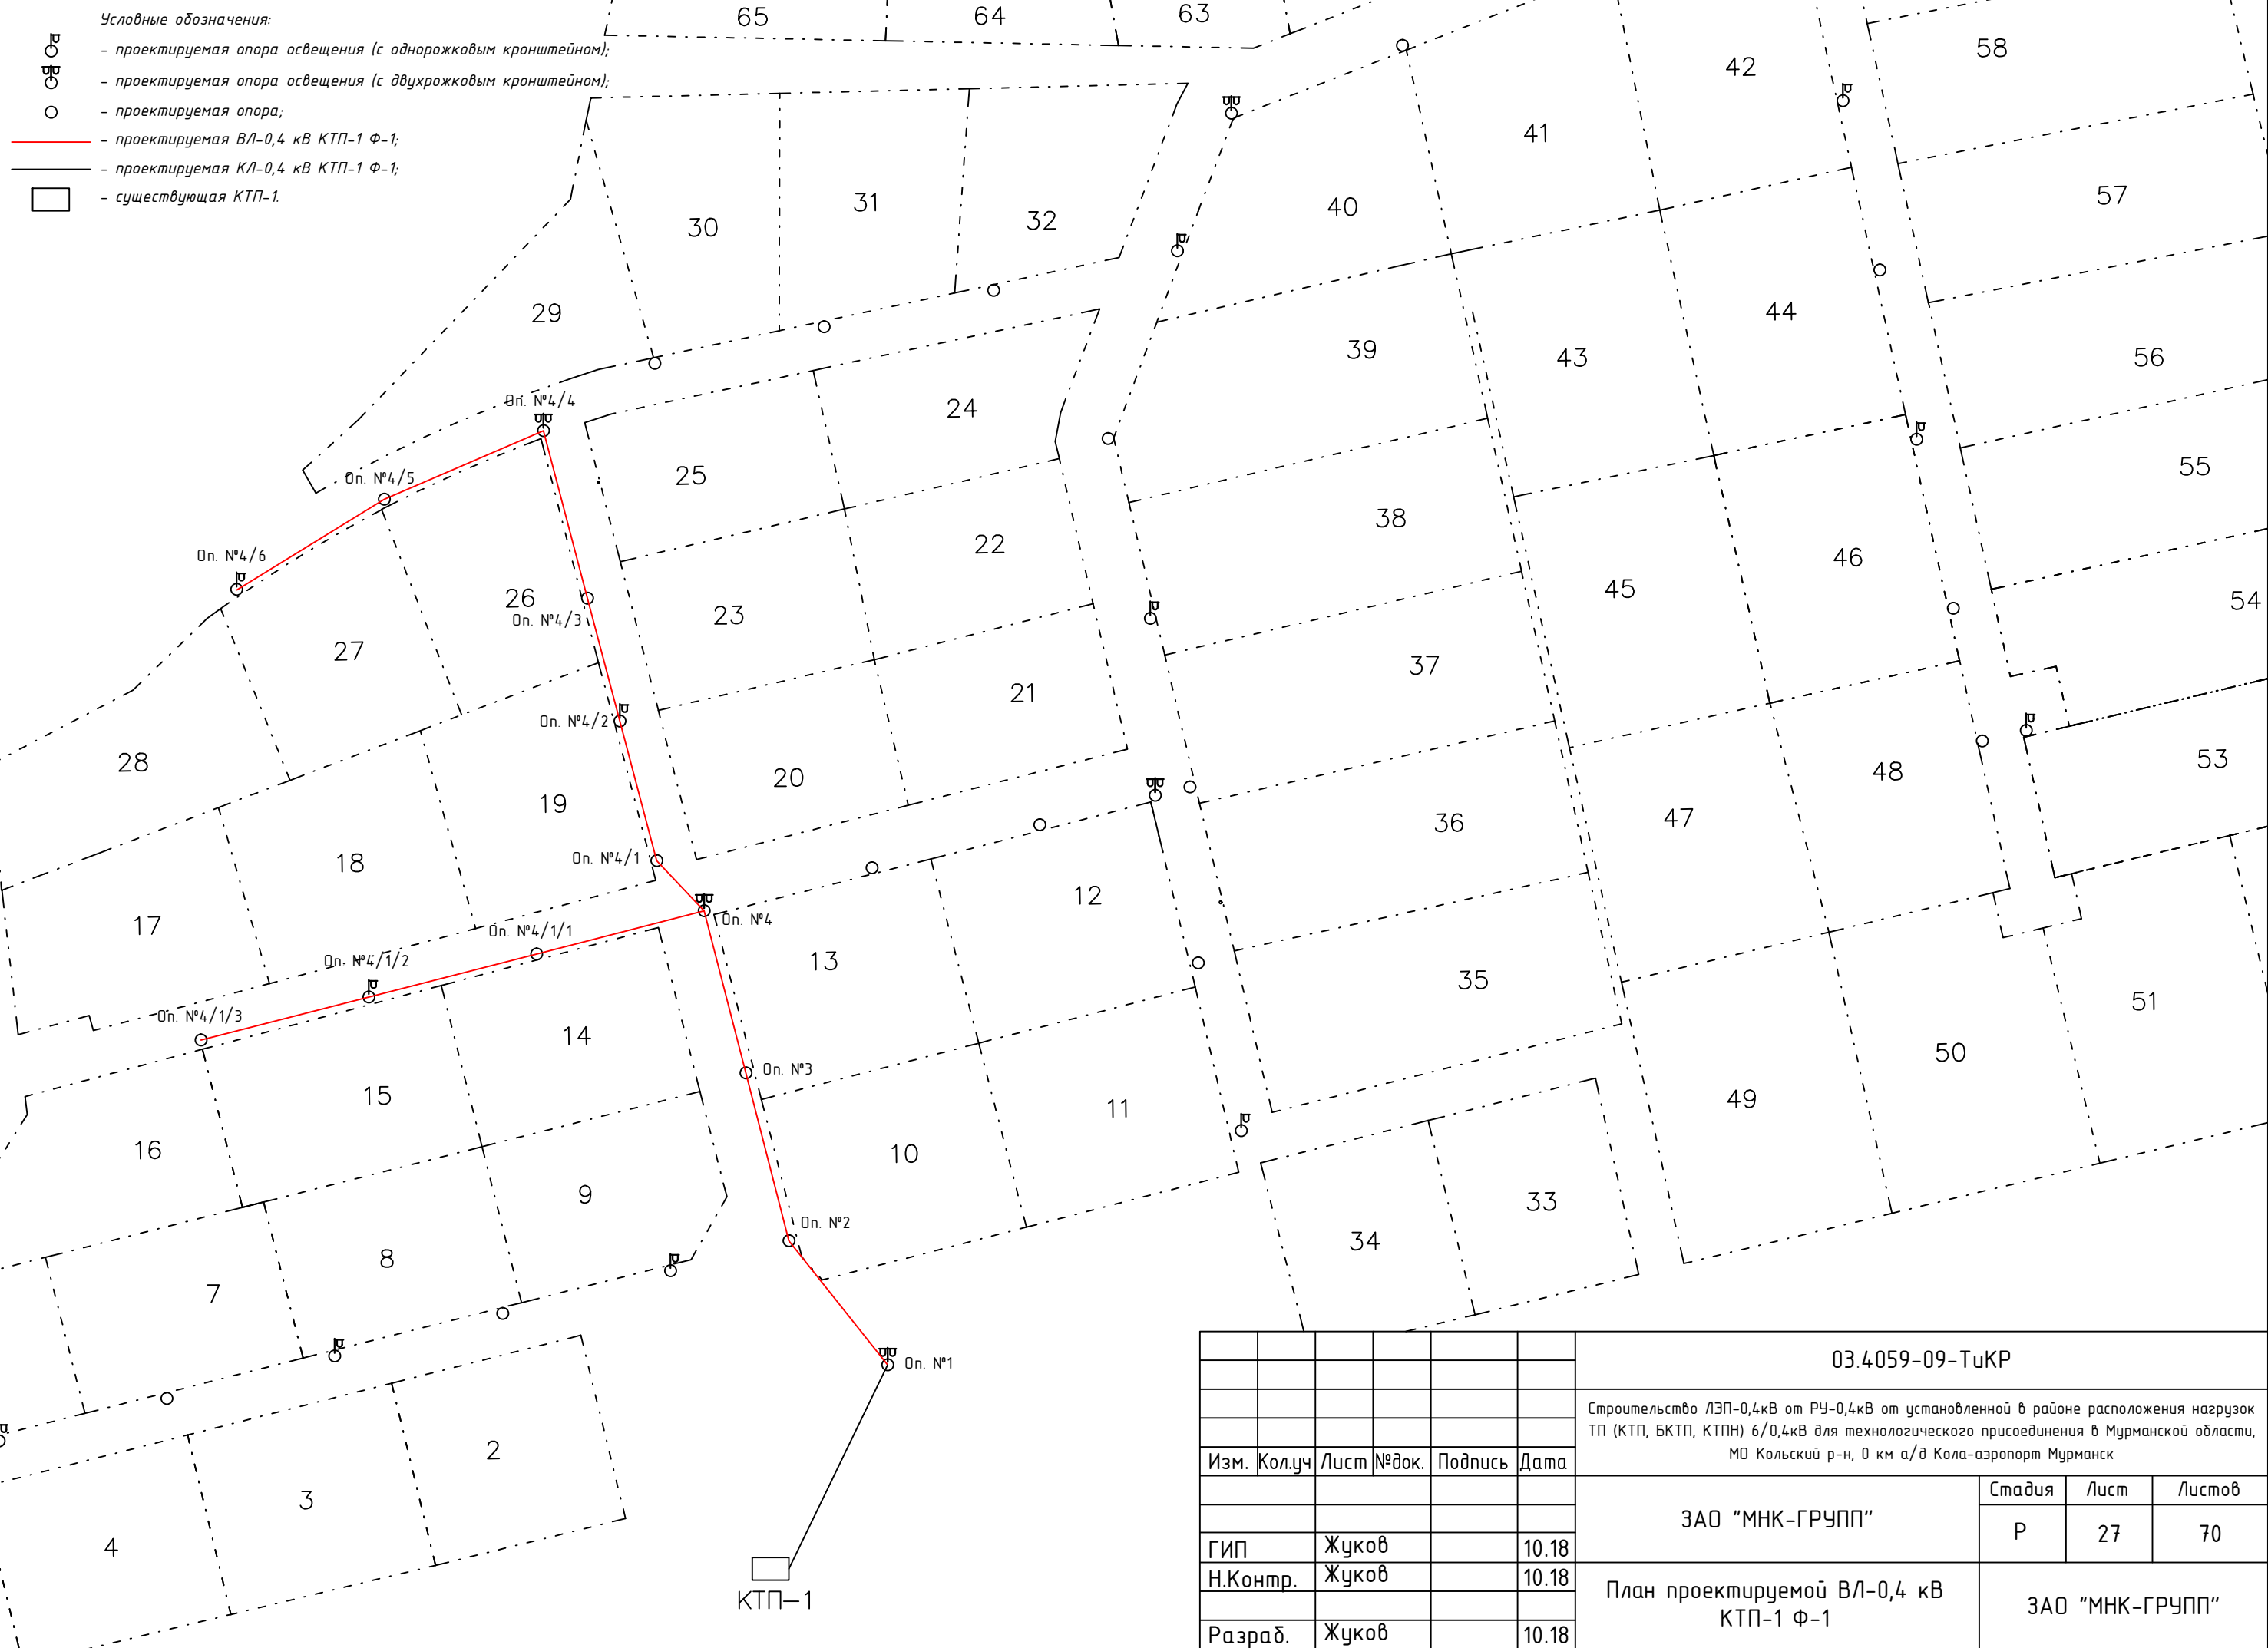 Условные обозначения:
- проектируемая опора освещения (с однорожковым кронштейном);
- проектируемая опора освещения (с двухрожковым кронштейном);
- проектируемая опора;
- проектируемая ВЛ-0,4 кВ КТП-1 Ф-1;
- проектируемая КЛ-0,4 кВ КТП-1 Ф-1;
- существующая КТП-1.
65
64
63
58
42
41
57
40
32
31
30
29
44
39
43
56
24
25
55
38
22
46
45
54
26
23
27
37
21
28
53
48
20
19
47
36
18
12
17
13
35
51
14
50
15
49
11
16
10
9
33
34
8
7
2
3
4
Оп. №4/4
Оп. №4/5
Оп. №4/6
Оп. №4/3
Оп. №4/2
Оп. №4/1
Оп. №4
Оп. №4/1/1
Оп. №4/1/2
Оп. №4/1/3
Оп. №3
Оп. №2
Оп. №1
КТП-1
03.4059-09-ТиКР
Строительство ЛЭП-0,4кВ от РУ-0,4кВ от установленной в районе расположения нагрузок
ТП (КТП, БКТП, КТПН) 6/0,4кВ для технологического присоединения в Мурманской области,
МО Кольский р-н, 0 км а/д Кола-аэропорт Мурманск
Изм. Кол.уч Лист №док. Подпись Дата
ЗАО "МНК-ГРУПП"
Стадия Лист Листов
Р 27 70
ГИП Жуков 10.18
Н.Контр. Жуков 10.18
Разраб. Жуков 10.18
План проектируемой ВЛ-0,4 кВ
КТП-1 Ф-1
ЗАО "МНК-ГРУПП"